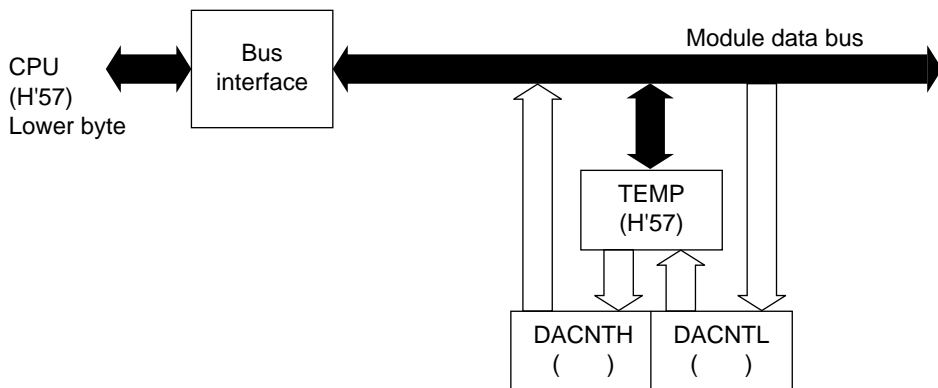 CPU
(H'57)
Lower byte
Bus
interface
Module data bus
TEMP
(H'57)
DACNTH
(     )
DACNTL
(     )